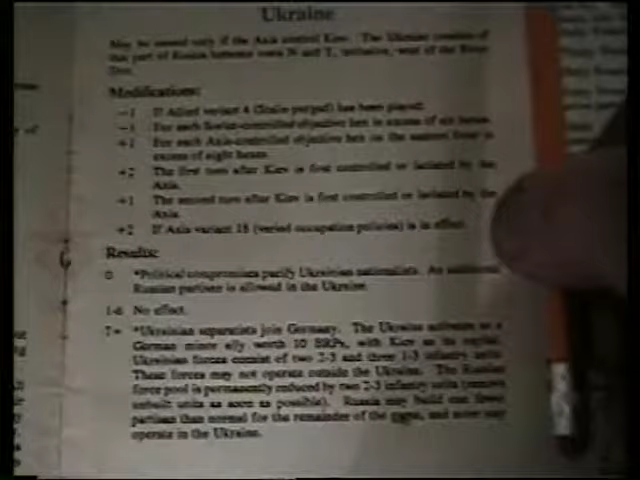 Ukraine
May be rolled only if the Axis control Kiev. The Ukraine consists of
that part of Russia between rows N and T, inclusive, west of the River
Don.
Modifications:
-1 If Allied variant 4 (Stalin purged) has been played.
-1 For each Soviet-controlled objective hex in excess of six hexes.
+1 For each Axis-controlled objective hex on the eastern front in
excess of eight hexes.
+2 The first turn after Kiev is first controlled or isolated by the
Axis.
+1 The second turn after Kiev is first controlled or isolated by the
Axis.
+2 If Axis variant 18 (varied occupation policies) is in effect.
Results:
0 *Political compromises pacify Ukrainian nationalists. An additional
Russian partisan is allowed in the Ukraine.
1-6 No effect.
7+ *Ukrainian separatists join Germany. The Ukraine activates as a
German minor ally worth 10 BRPs, with Kiev as its capital.
Ukrainian forces consist of two 2-3 and three 1-3 infantry units.
These forces may not operate outside the Ukraine. The Russian
force pool is permanently reduced by two 2-3 infantry units (remove
unbuilt units as soon as possible). Russia may build one fewer
partisan than normal for the remainder of the game, and none may
operate in the Ukraine.